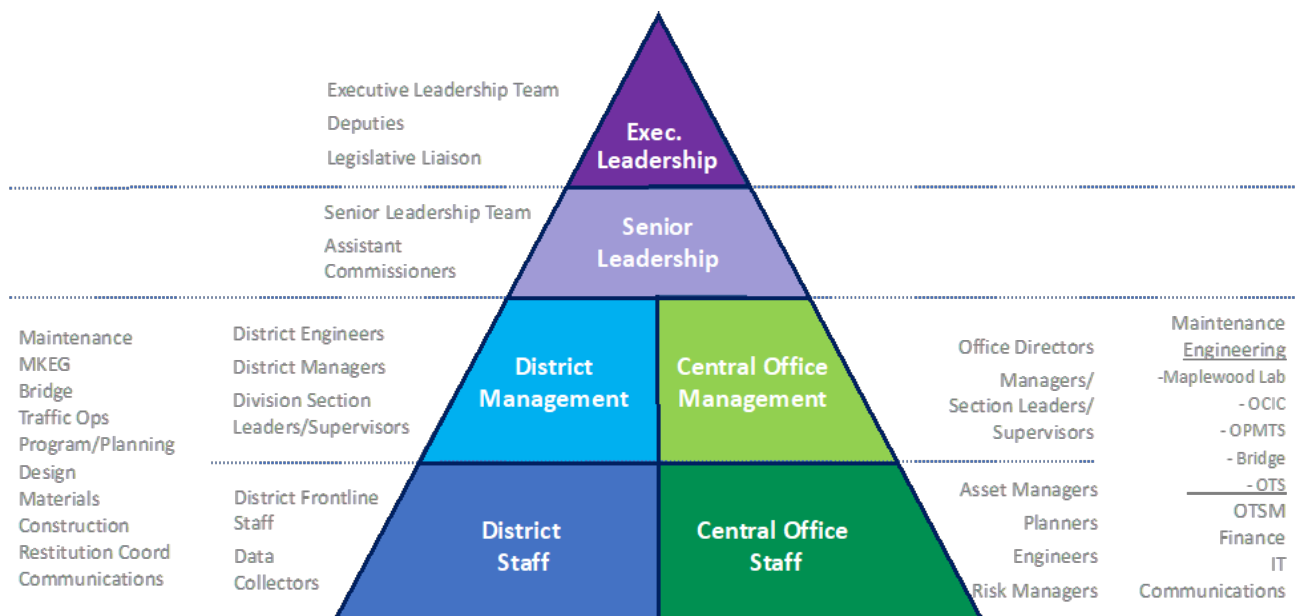 Executive Leadership Team
Deputies
Legislative Liaison
Exec.
Leadership
Senior Leadership Team
Assistant
Commissioners
Senior
Leadership
Maintenance
MKEG
Bridge
Traffic Ops
Program/Planning
Design
Materials
Construction
Restitution Coord
Communications
District Engineers
District Managers
Division Section
Leaders/Supervisors
District
Management
Central Office
Management
Office Directors
Managers/
Section Leaders/
Supervisors
Maintenance
Engineering
-Maplewood Lab
- OCIC
- OPMTS
- Bridge
- OTS
OTSM
Finance
IT
Communications
District Frontline
Staff
Data
Collectors
District
Staff
Central Office
Staff
Asset Managers
Planners
Engineers
Risk Managers